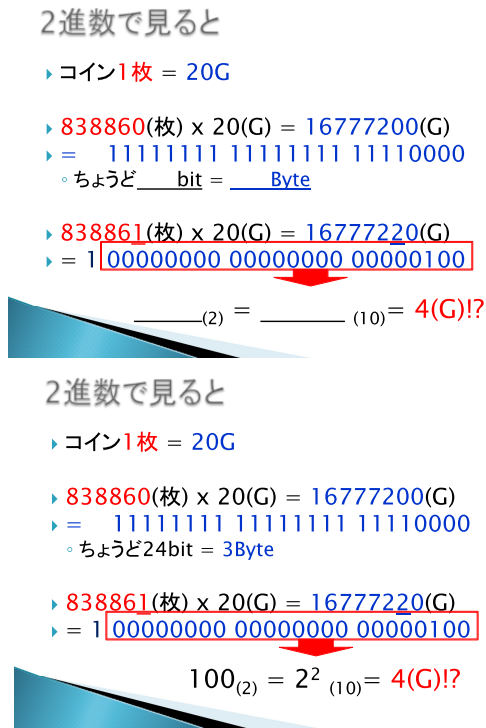 2進数で見ると
コイン1枚 = 20G
838860(枚) x 20(G) = 16777200(G)
= 11111111 11111111 11110000
ちょうど____bit = ____Byte
838861(枚) x 20(G) = 16777220(G)
= 1 00000000 00000000 00000100
______(2) = _______ (10)= 4(G)!?
2進数で見ると
コイン1枚 = 20G
838860(枚) x 20(G) = 16777200(G)
= 11111111 11111111 11110000
ちょうど24bit = 3Byte
838861(枚) x 20(G) = 16777220(G)
= 1 00000000 00000000 00000100
100(2) = 2² (10)= 4(G)!?